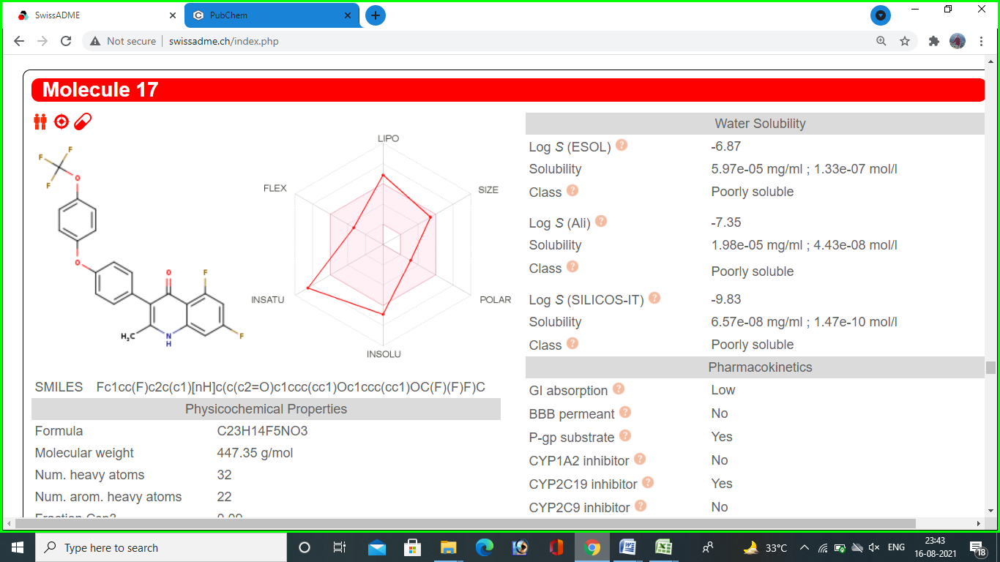 SwissADME
PubChem
Not secure
swissadme.ch/index.php
Molecule 17
F
F
F
O
O
O
F
F
H3C
N
H
LIPO
FLEX
SIZE
INSATU
POLAR
INSOLU
SMILES Fc1cc(F)c2c(c1)[nH]c(c(c2=O)c1ccc(cc1)Oc1ccc(cc1)OC(F)(F)F)C
Physicochemical Properties
Formula C23H14F5NO3
Molecular weight 447.35 g/mol
Num. heavy atoms 32
Num. arom. heavy atoms 22
Fraction Csp3 0.09
Water Solubility
Log S (ESOL) ? -6.87
Solubility 5.97e-05 mg/ml ; 1.33e-07 mol/l
Class ? Poorly soluble
Log S (Ali) ? -7.35
Solubility 1.98e-05 mg/ml ; 4.43e-08 mol/l
Class ? Poorly soluble
Log S (SILICOS-IT) ? -9.83
Solubility 6.57e-08 mg/ml ; 1.47e-10 mol/l
Class ? Poorly soluble
Pharmacokinetics
GI absorption ? Low
BBB permeant ? No
P-gp substrate ? Yes
CYP1A2 inhibitor ? No
CYP2C19 inhibitor ? Yes
CYP2C9 inhibitor ? No
Type here to search
33°C
ENG
23:43
16-08-2021
18